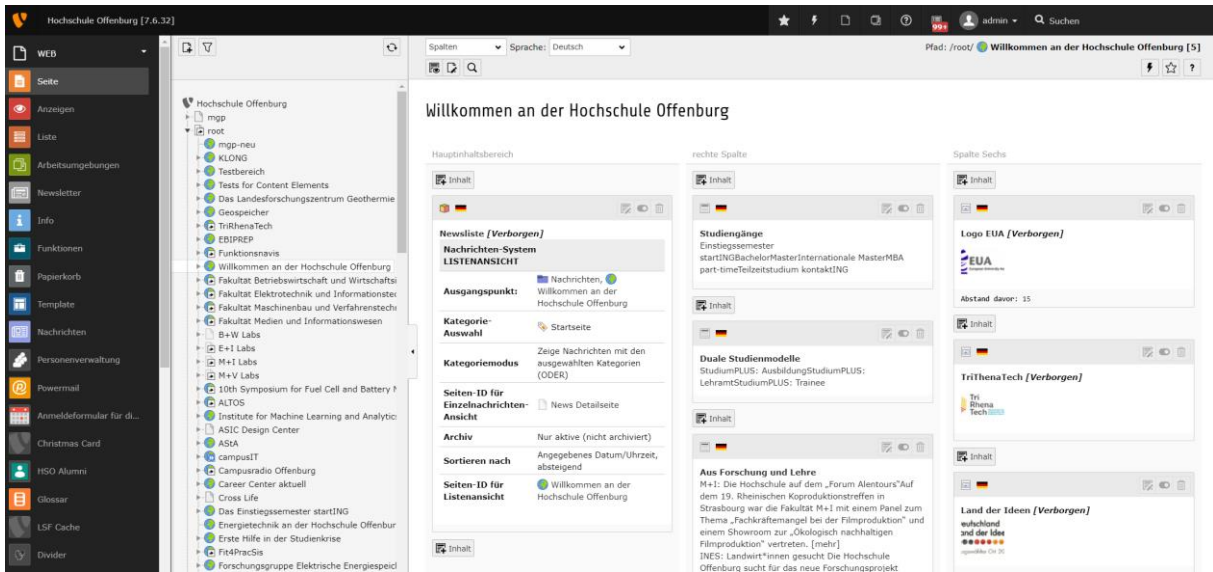 Hochschule Offenburg [7.6.32]
99+
admin
Suchen
WEB
Seite
Anzeigen
Liste
Arbeitsumgebungen
Newsletter
Info
Funktionen
Papierkorb
Template
Nachrichten
Personenverwaltung
Powermail
Anmeldeformular für di...
Christmas Card
HSO Alumni
Glossar
LSF Cache
Divider
Hochschule Offenburg
mgp
root
mgp-neu
KLONG
Testbereich
Tests for Content Elements
Das Landesforschungszentrum Geothermie
Geospeicher
TriRhenaTech
EBIPREP
Funktionsnavis
Willkommen an der Hochschule Offenburg
Fakultät Betriebswirtschaft und Wirtschaftsi
Fakultät Elektrotechnik und Informationstec
Fakultät Maschinenbau und Verfahrenstech
Fakultät Medien und Informationswesen
B+W Labs
E+I Labs
M+I Labs
M+V Labs
10th Symposium for Fuel Cell and Battery
ALTOS
Institute for Machine Learning and Analytic
ASIC Design Center
AStA
campusIT
Campusradio Offenburg
Career Center aktuell
Cross Life
Das Einstiegssemester startING
Energietechnik an der Hochschule Offenbur
Erste Hilfe in der Studienkrise
Fit4PracSis
Forschungsgruppe Elektrische Energiespeicl
Spalten
Sprache: Deutsch
Pfad: /root/ Willkommen an der Hochschule Offenburg [5]
Willkommen an der Hochschule Offenburg
Hauptinhaltsbereich
Inhalt
Newsliste [Verborgen]
Nachrichten-System
LISTENANSICHT
Ausgangspunkt: Nachrichten,
Willkommen an der
Hochschule Offenburg
Kategorie-
Auswahl
Startseite
Kategoriemodus
Zeige Nachrichten mit den
ausgewählten Kategorien
(ODER)
Seiten-ID für
Einzelnachrichten-
Ansicht
News Detailseite
Archiv
Nur aktive (nicht archiviert)
Sortieren nach
Angegebenes Datum/Uhrzeit,
absteigend
Seiten-ID für
Listenansicht
Willkommen an der
Hochschule Offenburg
Inhalt
rechte Spalte
Inhalt
Studiengänge
Einstiegssemester
startINGBachelorMasterInternationale MasterMBA
part-timeTeilzeitstudium kontaktING
Inhalt
Duale Studienmodelle
StudiumPLUS: AusbildungStudiumPLUS:
LehramtStudiumPLUS: Trainee
Inhalt
Aus Forschung und Lehre
M+I: Die Hochschule auf dem „Forum Alentours"Auf
dem 19. Rheinischen Koproduktionstreffen in
Strasbourg war die Fakultät M+I mit einem Panel zum
Thema „Fachkräftemangel bei der Filmproduktion" und
einem Showroom zur „Ökologisch nachhaltigen
Filmproduktion" vertreten. [mehr]
INES: Landwirt*innen gesucht Die Hochschule
Offenburg sucht für das neue Forschungsprojekt
Spalte Sechs
Inhalt
Logo EUA [Verborgen]
EUA
Abstand davor: 15
Inhalt
TriThenaTech [Verborgen]
Tri
Rhena
Tech
Inhalt
Land der Ideen [Verborgen]
eutschland
and der Idee